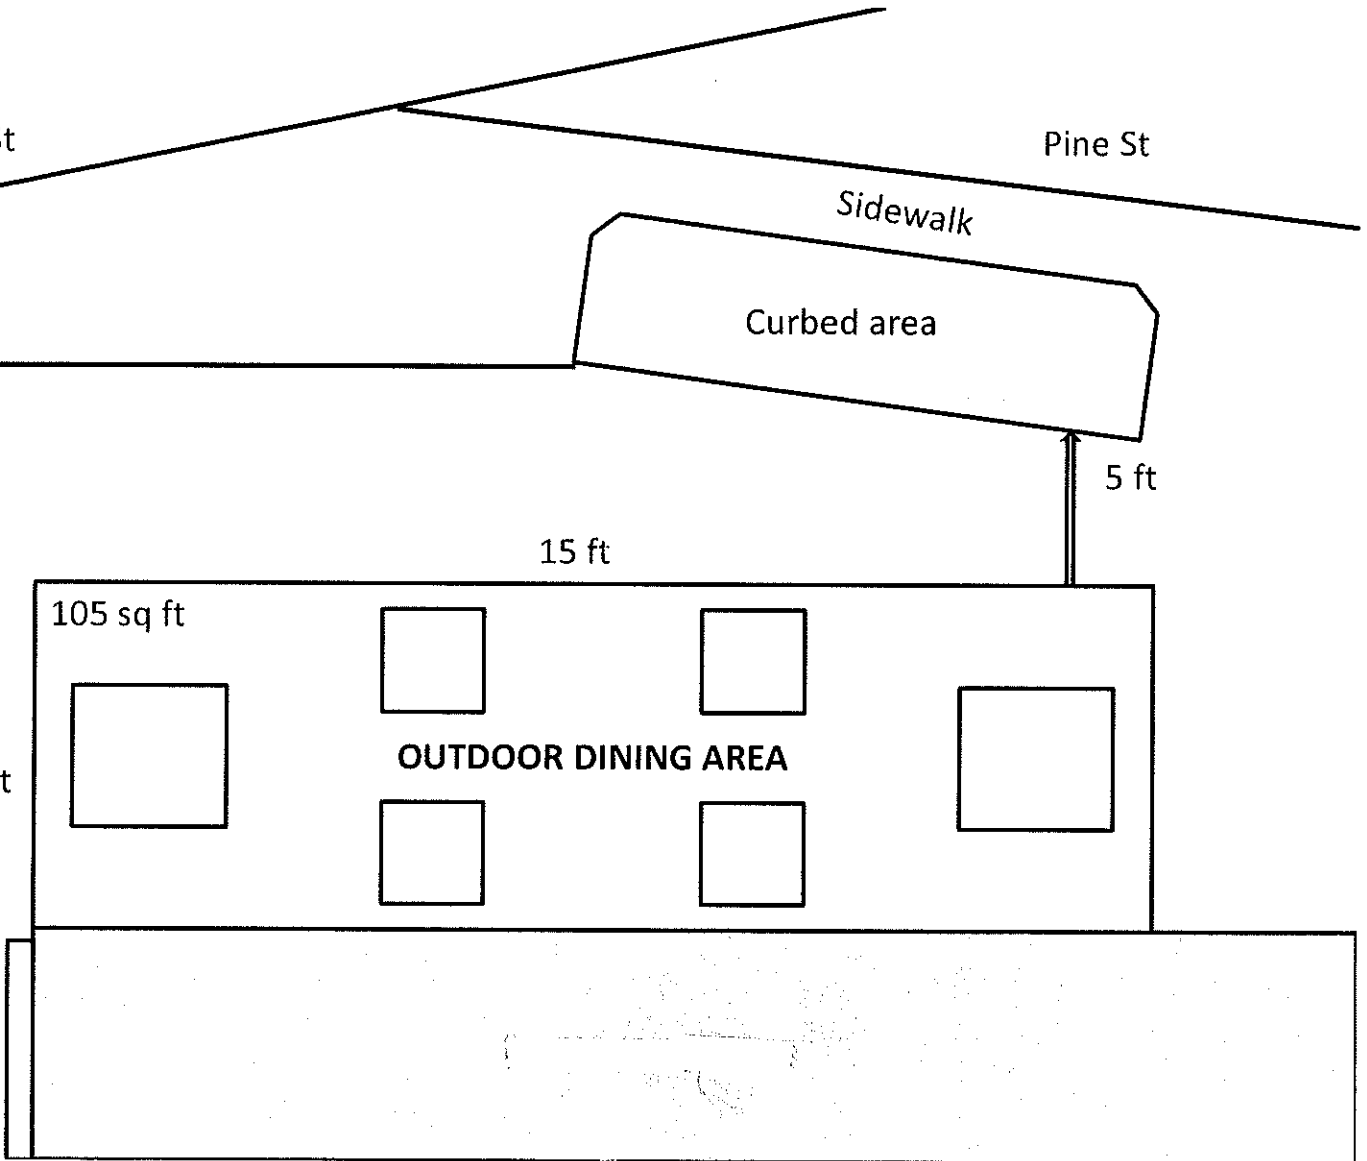 Pine St
Sidewalk
Curbed area
5 ft
15 ft
105 sq ft
OUTDOOR DINING AREA